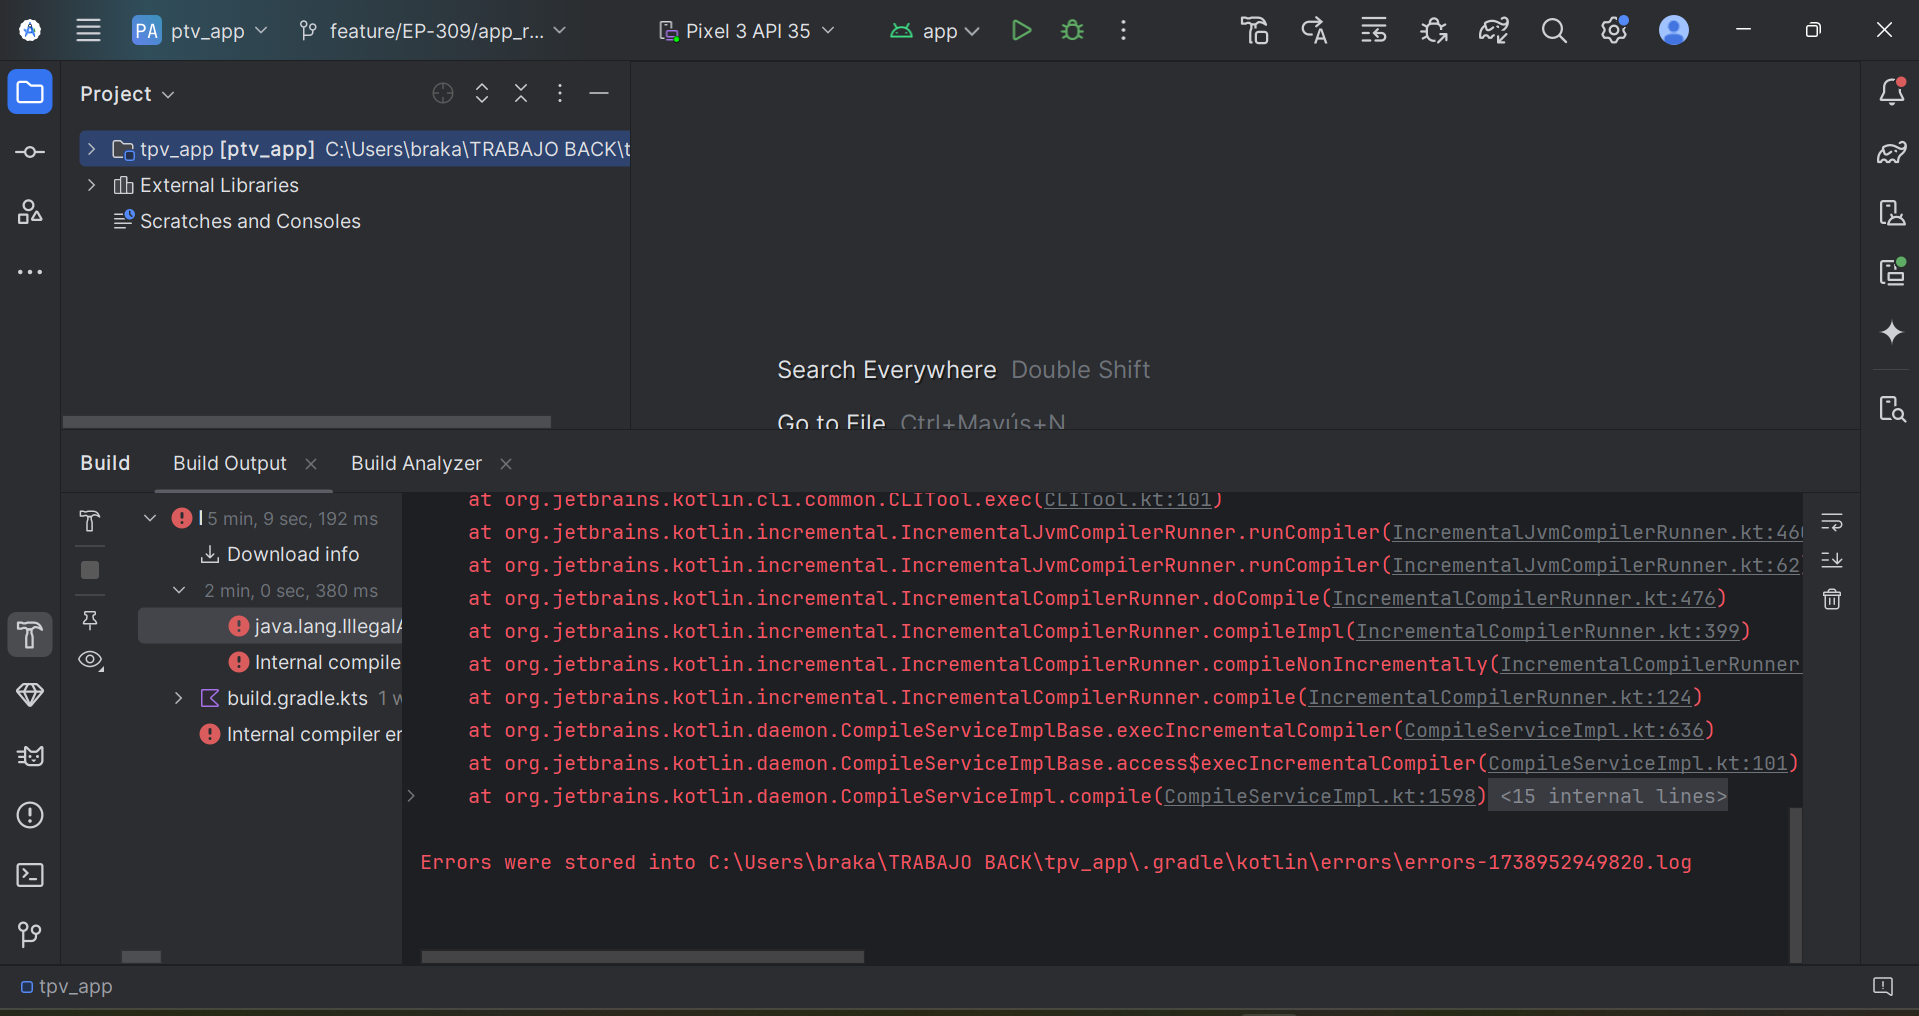 PA ptv_app feature/EP-309/app_r... Pixel 3 API 35 app
Project
tpv_app [ptv_app] C:\Users\braka\TRABAJO BACK\t
External Libraries
Scratches and Consoles
Search Everywhere Double Shift
Go to File Ctrl+Mayús+N
Build Build Output Build Analyzer
5 min, 9 sec, 192 ms
Download info
2 min, 0 sec, 380 ms
java.lang.IllegalA
Internal compile
build.gradle.kts 1 w
Internal compiler er
at org.jetbrains.kotlin.cli.common.CLITool.exec(CLITool.kt:101)
at org.jetbrains.kotlin.incremental.IncrementalJvmCompilerRunner.runCompiler(IncrementalJvmCompilerRunner.kt:460
at org.jetbrains.kotlin.incremental.IncrementalJvmCompilerRunner.runCompiler(IncrementalJvmCompilerRunner.kt:62
at org.jetbrains.kotlin.incremental.IncrementalCompilerRunner.doCompile(IncrementalCompilerRunner.kt:476)
at org.jetbrains.kotlin.incremental.IncrementalCompilerRunner.compileImpl(IncrementalCompilerRunner.kt:399)
at org.jetbrains.kotlin.incremental.IncrementalCompilerRunner.compileNonIncrementally(IncrementalCompilerRunner.
at org.jetbrains.kotlin.incremental.IncrementalCompilerRunner.compile(IncrementalCompilerRunner.kt:124)
at org.jetbrains.kotlin.daemon.CompileServiceImplBase.execIncrementalCompiler(CompileServiceImpl.kt:636)
at org.jetbrains.kotlin.daemon.CompileServiceImplBase.access$execIncrementalCompiler(CompileServiceImpl.kt:101)
at org.jetbrains.kotlin.daemon.CompileServiceImpl.compile(CompileServiceImpl.kt:1598) <15 internal lines>
Errors were stored into C:\Users\braka\TRABAJO BACK\tpv_app\.gradle\kotlin\errors\errors-1738952949820.log
tpv_app